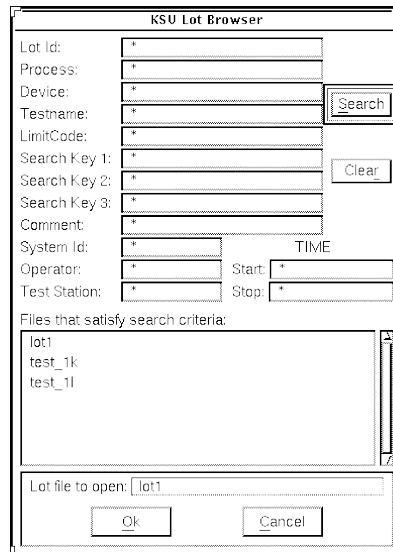 KSU Lot Browser
Lot Id: *
Process: *
Device: *
Search
Testname: *
LimitCode: *
Search Key 1: *
Clear
Search Key 2: *
Search Key 3: *
Comment: *
System Id: * TIME
Operator: * Start: *
Test Station: * Stop: *
Files that satisfy search criteria:
lot1
test_1k
test_1l
Lot file to open: lot1
Ok Cancel